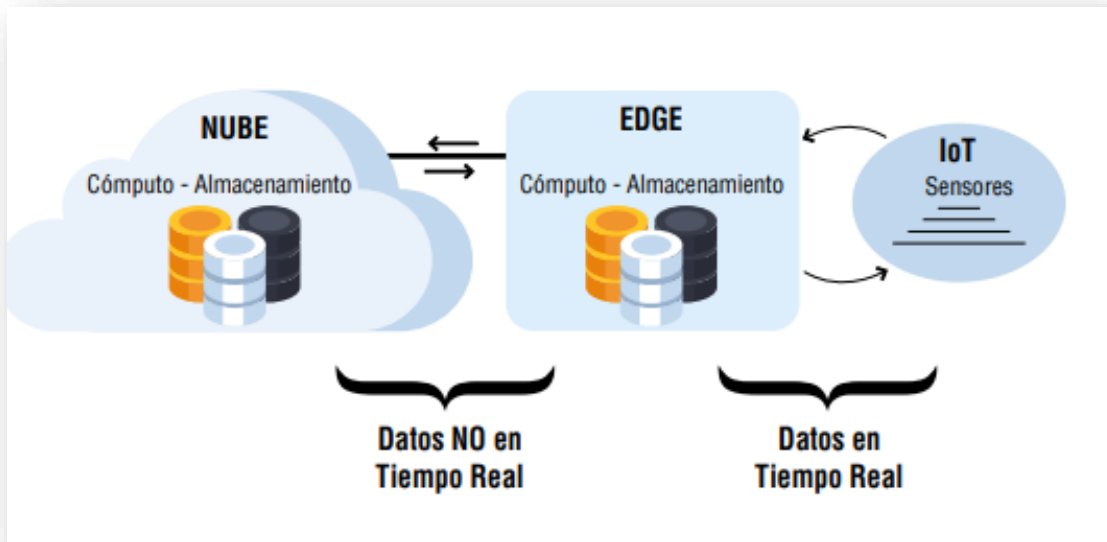 NUBE
Cómputo - Almacenamiento
EDGE
Cómputo - Almacenamiento
IoT
Sensores
Datos NO en
Tiempo Real
Datos en
Tiempo Real